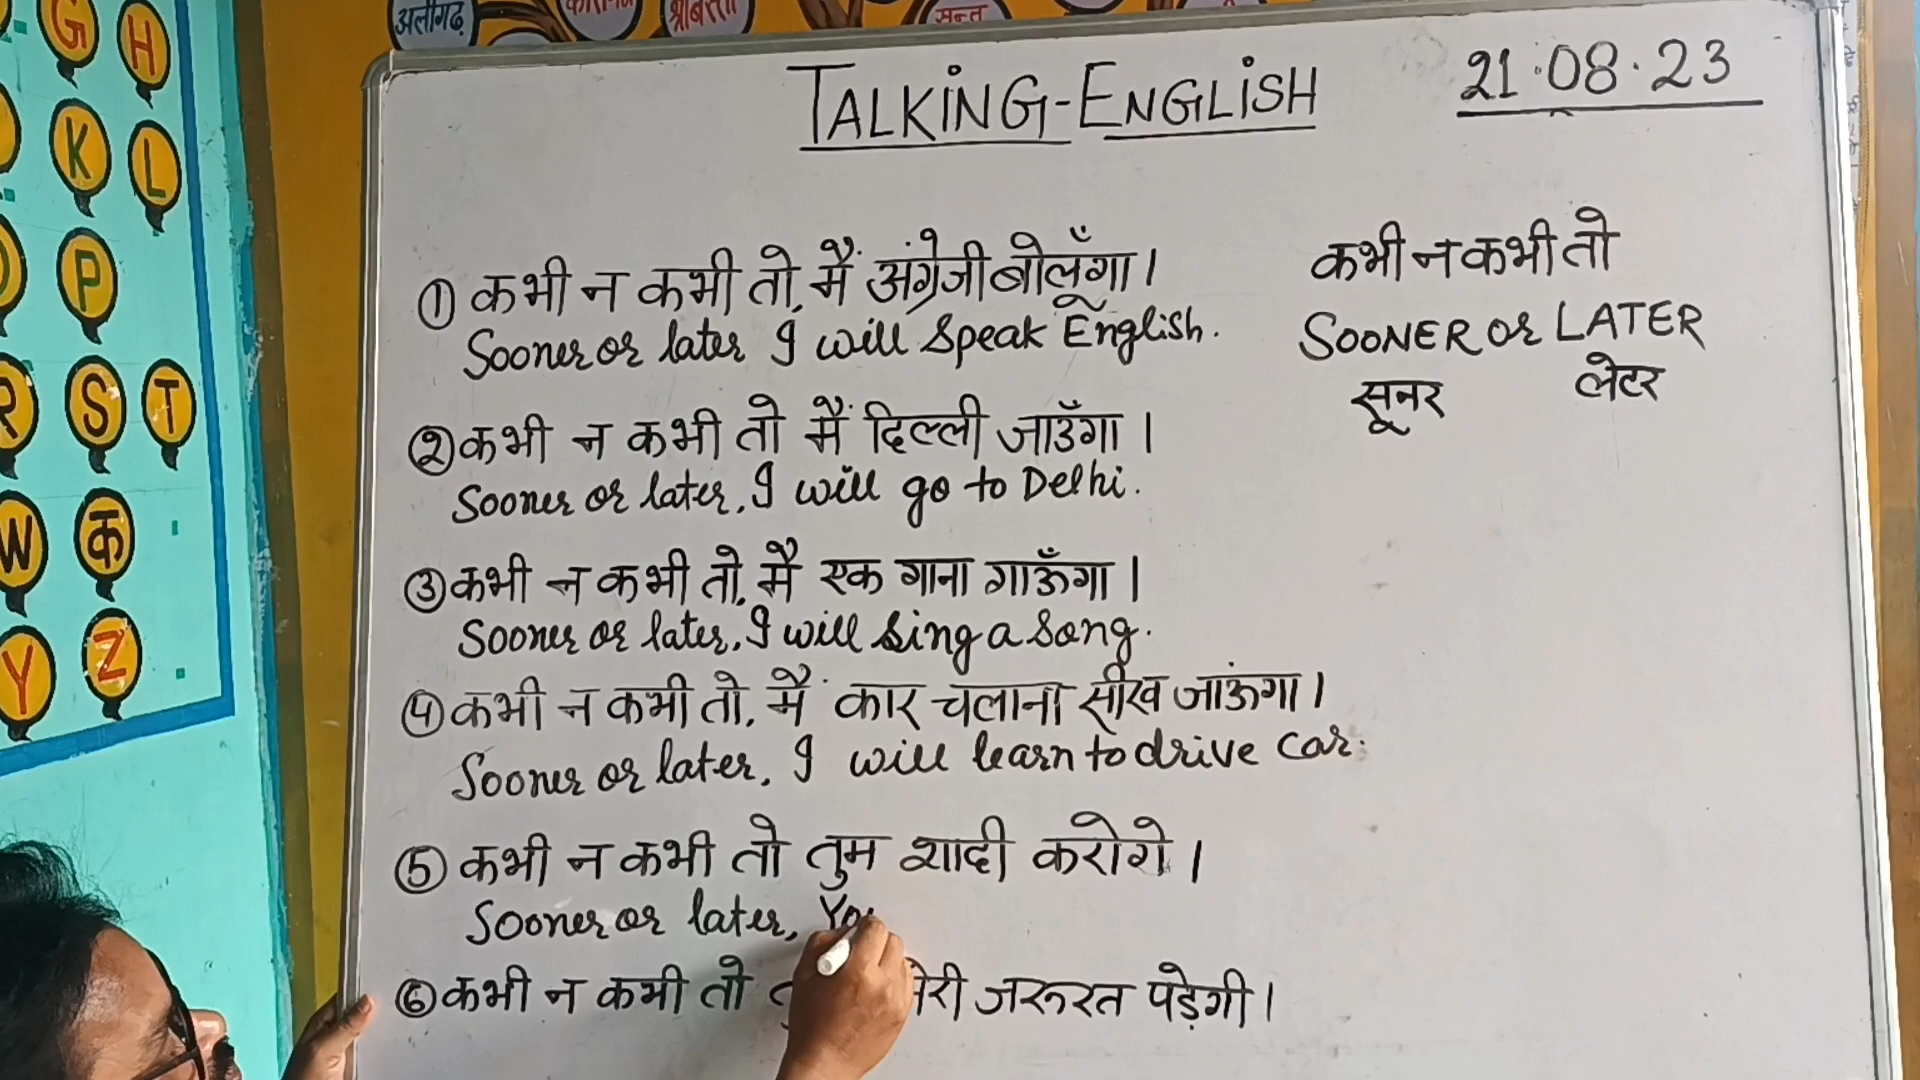 G H
K L
P
R S T
W क
Y Z
अलीगढ़
सन्त
TALKING-ENGLISH
21.08.23
① कभी न कभी तो, मैं अंग्रेजी बोलूँगा।
Sooner or later I will speak English.
② कभी न कभी तो मैं दिल्ली जाउँगा।
Sooner or later, I will go to Delhi.
③ कभी न कभी तो, मै एक गाना गाऊँगा।
Sooner or later, I will sing a song.
④ कभी न कभी तो, मैं कार चलाना सीख जांऊगा।
Sooner or later, I will learn to drive car.
⑤ कभी न कभी तो तुम शादी करोगे।
Sooner or later, You
⑥ कभी न कभी तो जरूरत पड़ेगी।
कभी न कभी तो
SOONER or LATER
सूनर लेटर